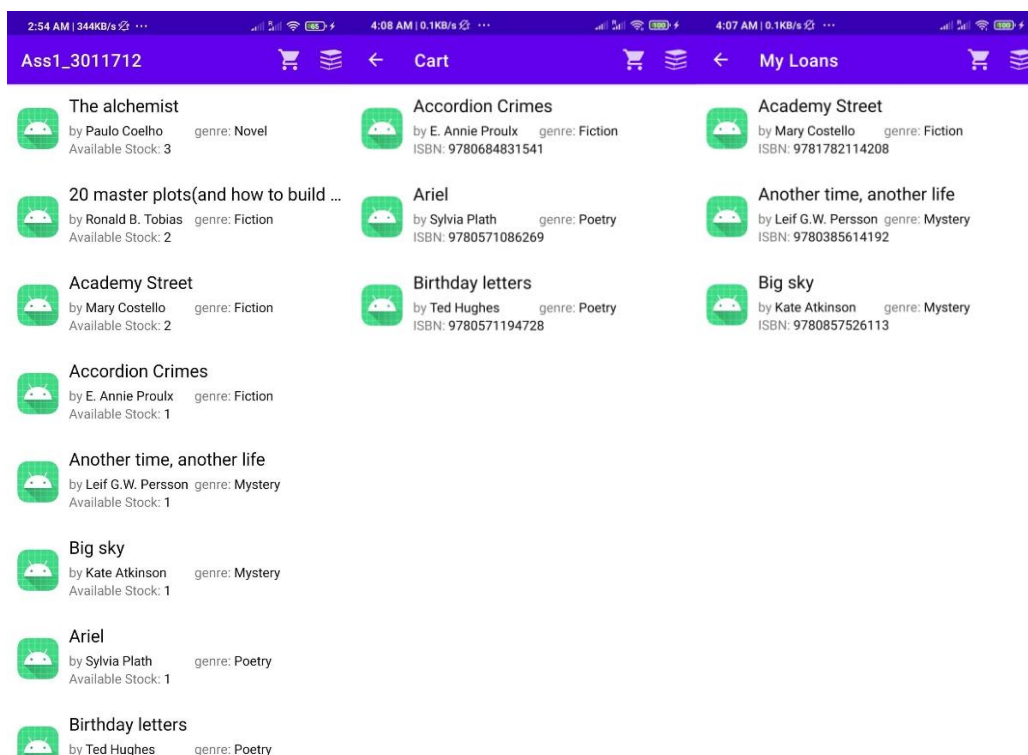 2:54 AM | 344KB/s ... 65
Ass1_3011712
The alchemist
by Paulo Coelho genre: Novel
Available Stock: 3
20 master plots(and how to build ...
by Ronald B. Tobias genre: Fiction
Available Stock: 2
Academy Street
by Mary Costello genre: Fiction
Available Stock: 2
Accordion Crimes
by E. Annie Proulx genre: Fiction
Available Stock: 1
Another time, another life
by Leif G.W. Persson genre: Mystery
Available Stock: 1
Big sky
by Kate Atkinson genre: Mystery
Available Stock: 1
Ariel
by Sylvia Plath genre: Poetry
Available Stock: 1
Birthday letters
by Ted Hughes genre: Poetry
4:08 AM | 0.1KB/s ... 100
Cart
Accordion Crimes
by E. Annie Proulx genre: Fiction
ISBN: 9780684831541
Ariel
by Sylvia Plath genre: Poetry
ISBN: 9780571086269
Birthday letters
by Ted Hughes genre: Poetry
ISBN: 9780571194728
4:07 AM | 0.1KB/s ... 100
My Loans
Academy Street
by Mary Costello genre: Fiction
ISBN: 9781782114208
Another time, another life
by Leif G.W. Persson genre: Mystery
ISBN: 9780385614192
Big sky
by Kate Atkinson genre: Mystery
ISBN: 9780857526113